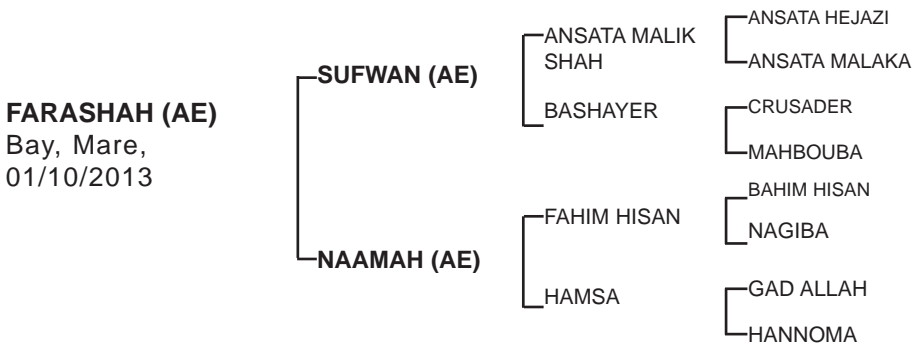 FARASHAH (AE)
Bay, Mare,
01/10/2013
SUFWAN (AE)
NAAMAH (AE)
ANSATA MALIK
SHAH
BASHAYER
FAHIM HISAN
HAMSA
ANSATA HEJAZI
ANSATA MALAKA
CRUSADER
MAHBOUBA
BAHIM HISAN
NAGIBA
GAD ALLAH
HANNOMA